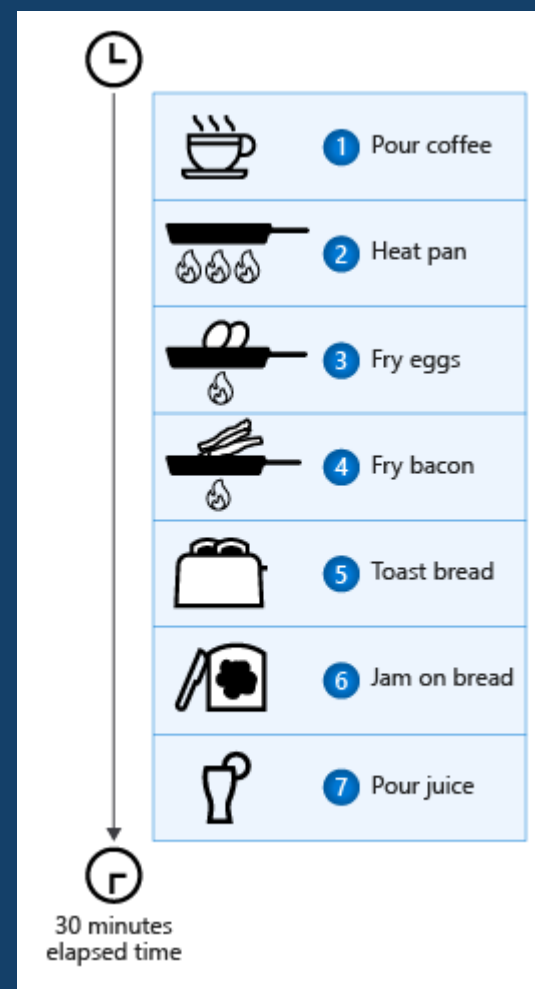 1 Pour coffee
2 Heat pan
3 Fry eggs
4 Fry bacon
5 Toast bread
6 Jam on bread
7 Pour juice
30 minutes
elapsed time